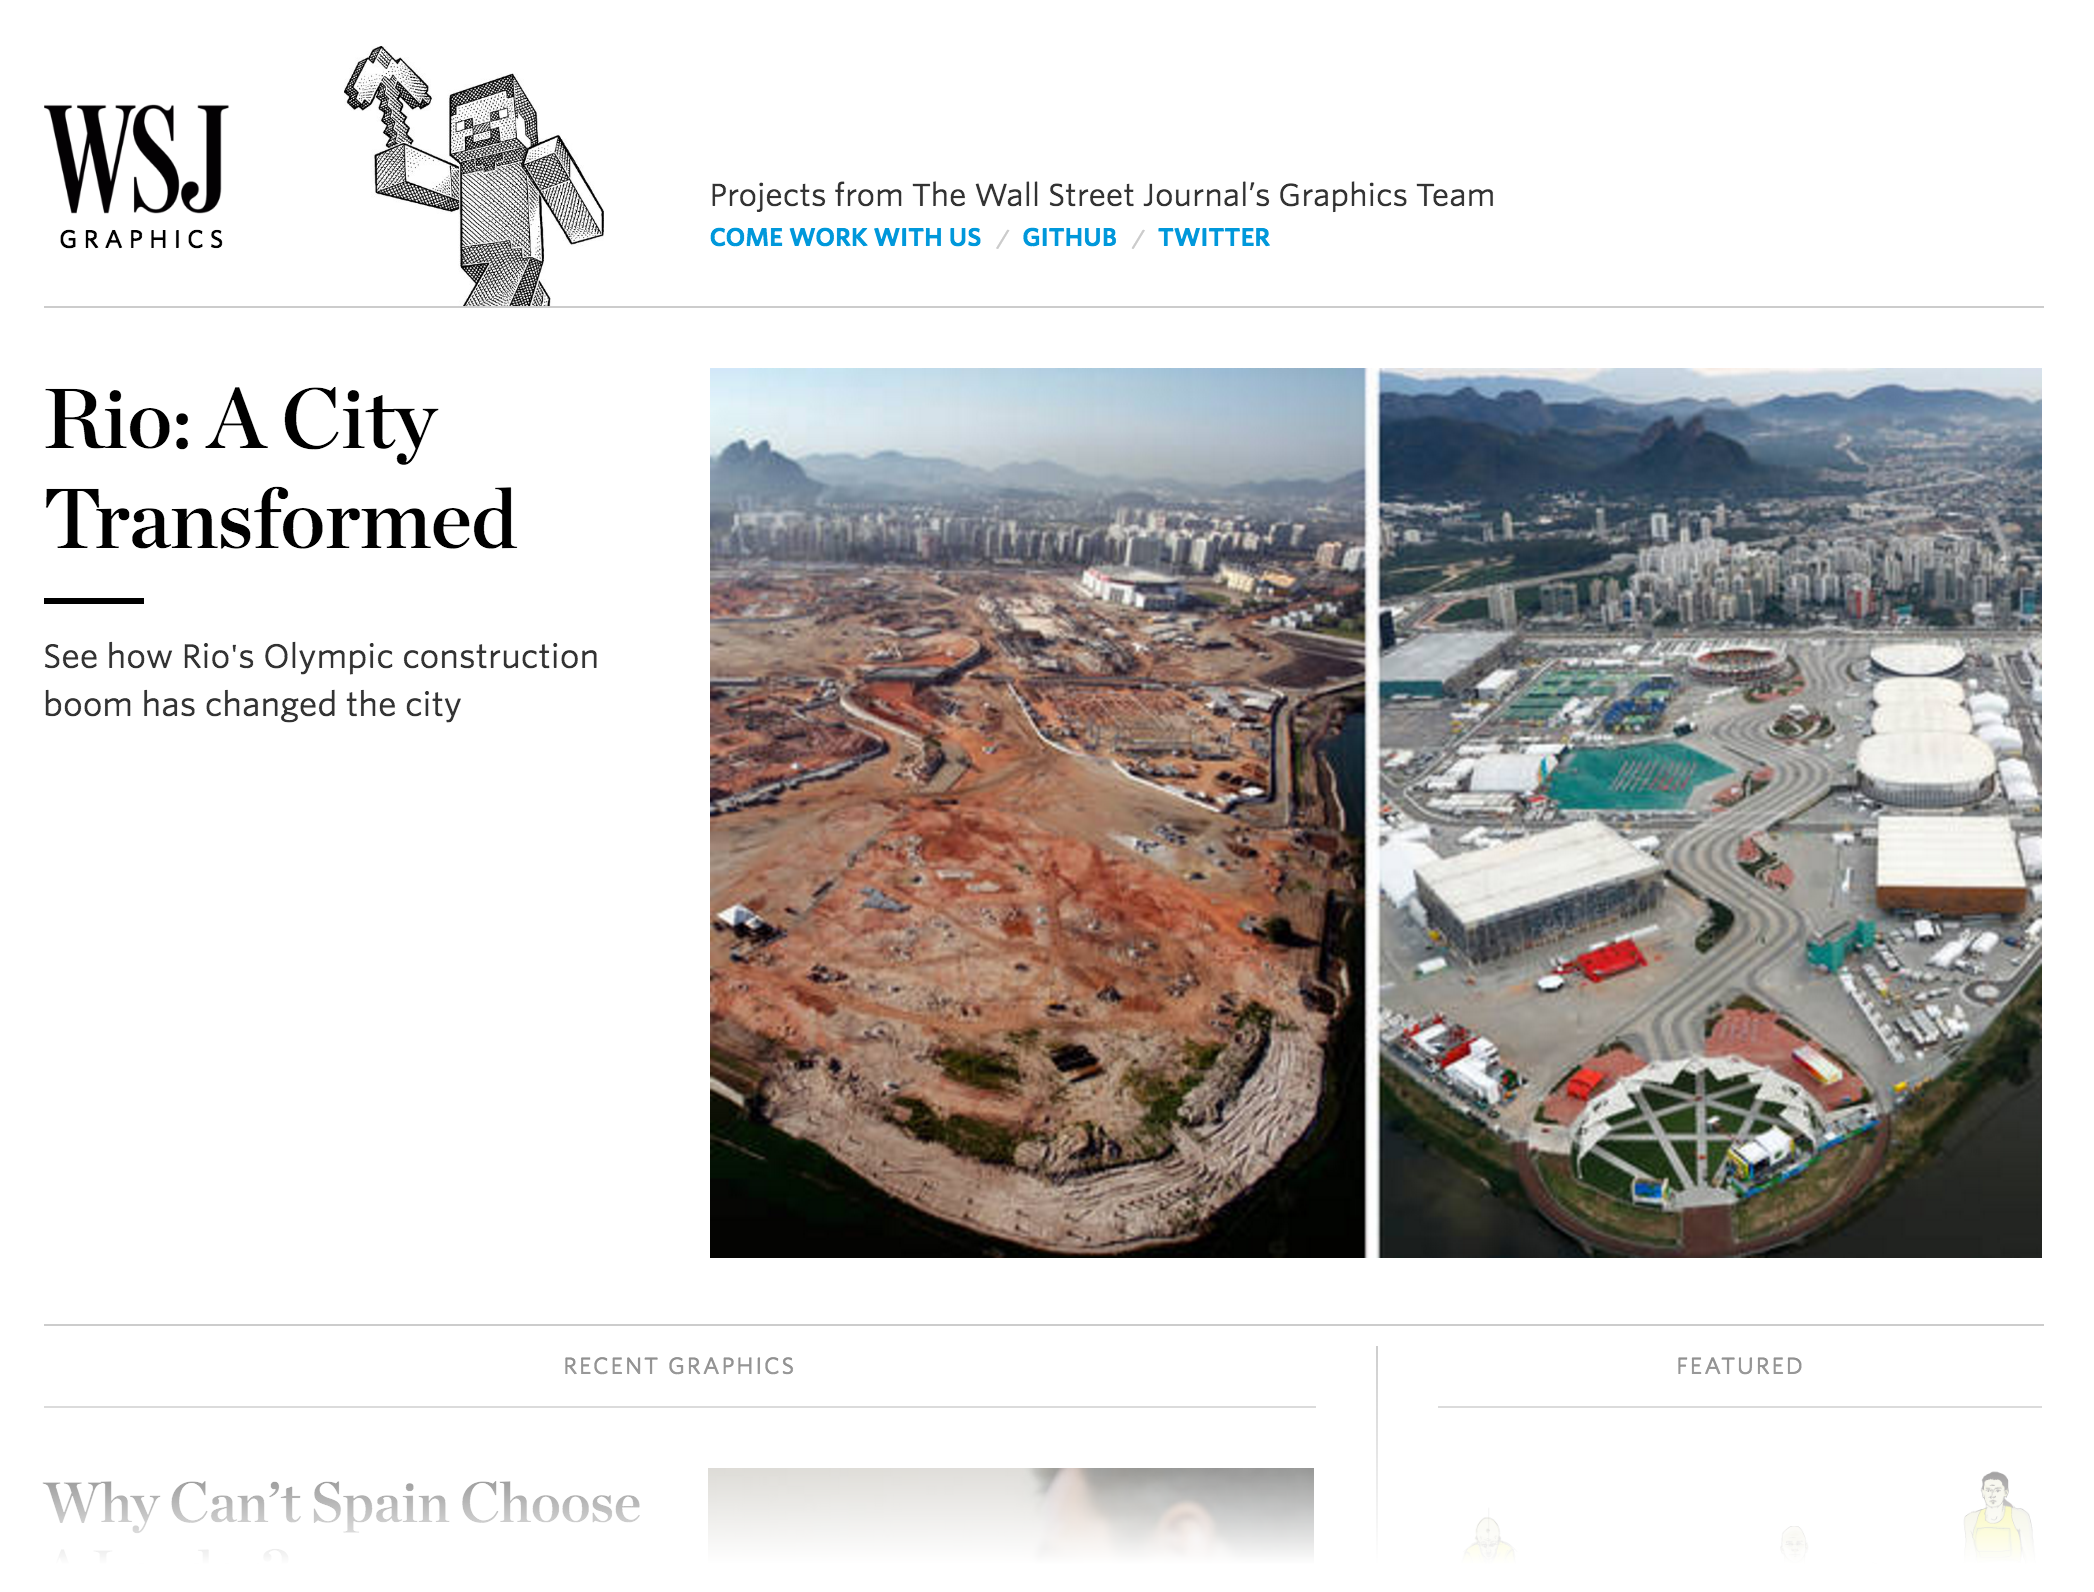 WSJ
GRAPHICS
Projects from The Wall Street Journal’s Graphics Team
COME WORK WITH US / GITHUB / TWITTER
Rio: A City
Transformed
See how Rio's Olympic construction
boom has changed the city
RECENT GRAPHICS
FEATURED
Why Can’t Spain Choose